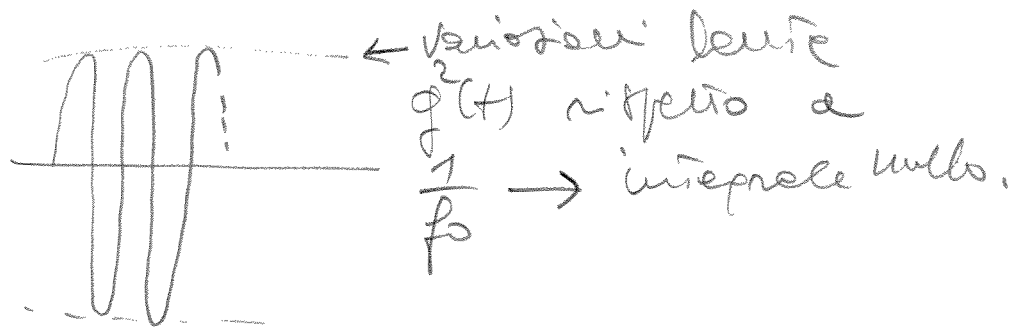 ← variazioni lente
g²(t) rispetto a
1/f0 → integrale nullo.